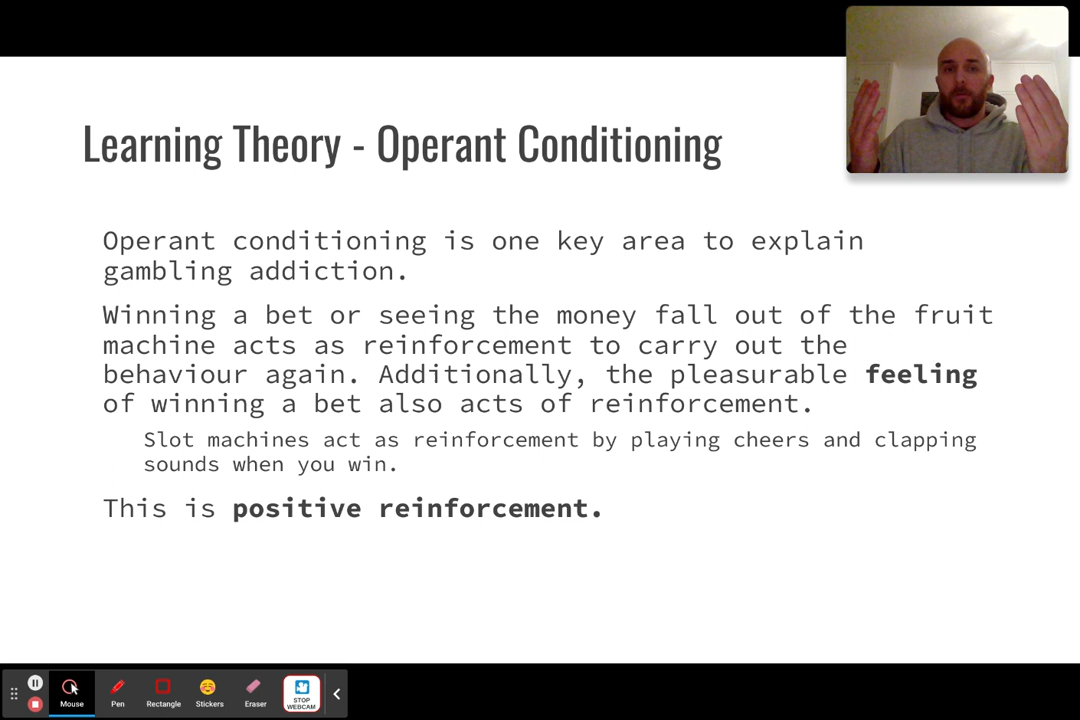 Learning Theory - Operant Conditioning
Operant conditioning is one key area to explain
gambling addiction.
Winning a bet or seeing the money fall out of the fruit
machine acts as reinforcement to carry out the
behaviour again. Additionally, the pleasurable feeling
of winning a bet also acts of reinforcement.
Slot machines act as reinforcement by playing cheers and clapping
sounds when you win.
This is positive reinforcement.
Mouse
Pen
Rectangle
Stickers
Eraser
STOP
WEBCAM